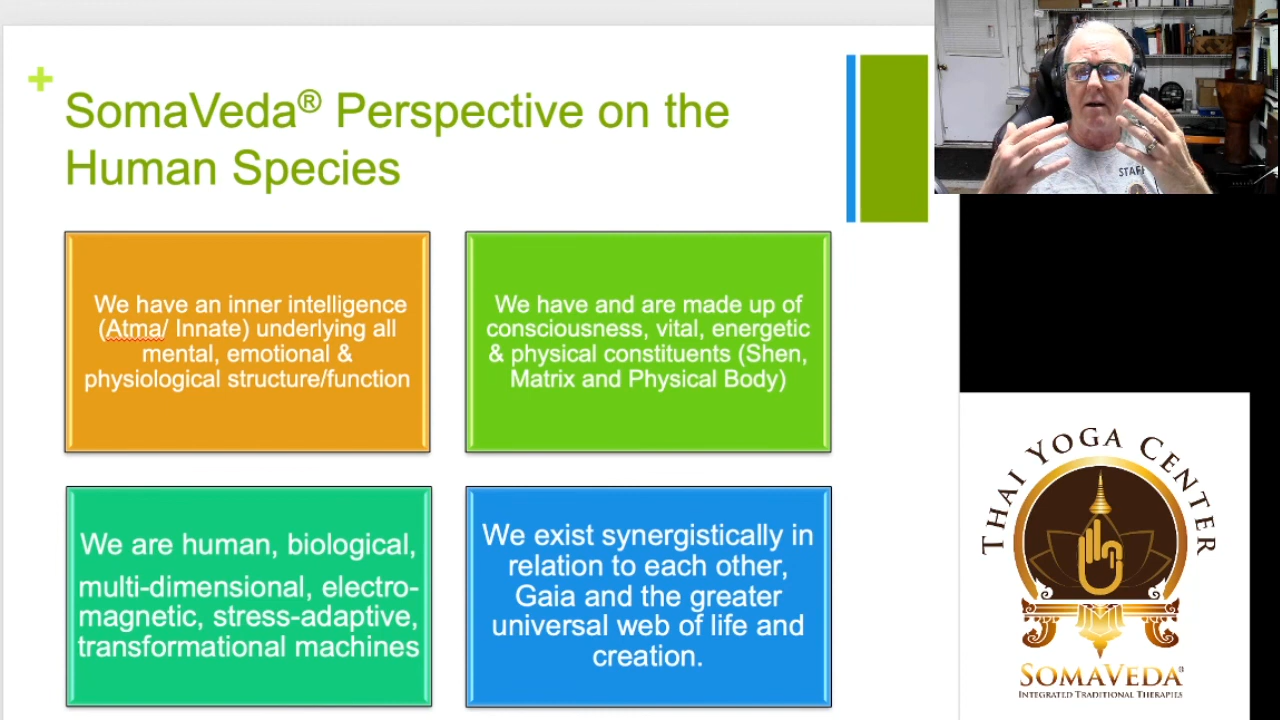 +
SomaVeda® Perspective on the
Human Species
We have an inner intelligence
(Atma/ Innate) underlying all
mental, emotional &
physiological structure/function
We have and are made up of
consciousness, vital, energetic
& physical constituents (Shen,
Matrix and Physical Body)
We are human, biological,
multi-dimensional, electro-
magnetic, stress-adaptive,
transformational machines
We exist synergistically in
relation to each other,
Gaia and the greater
universal web of life and
creation.
STAFF
THAI YOGA CENTER
SOMAVEDA®
INTEGRATED TRADITIONAL THERAPIES